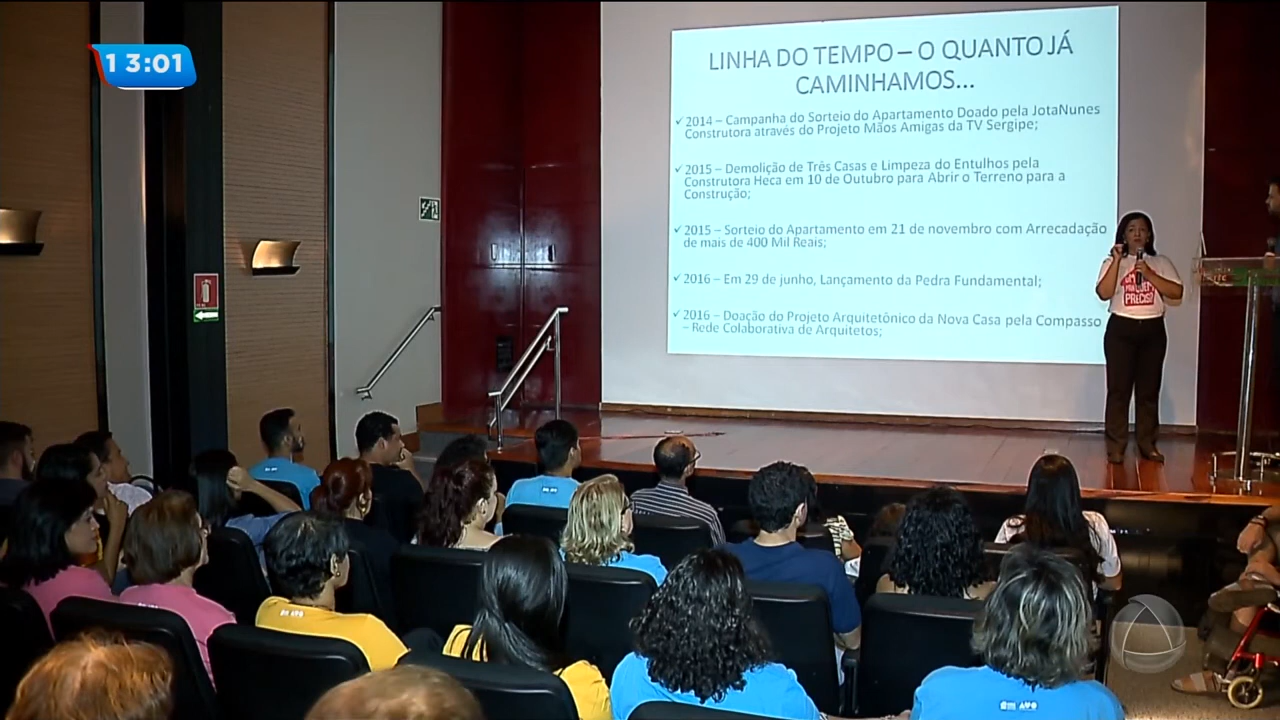 13:01
LINHA DO TEMPO – O QUANTO JÁ
CAMINHAMOS...
✓ 2014 – Campanha do Sorteio do Apartamento Doado pela JotaNunes
Construtora através do Projeto Mãos Amigas da TV Sergipe;
✓ 2015 – Demolição de Três Casas e Limpeza do Entulhos pela
Construtora Heca em 10 de Outubro para Abrir o Terreno para a
Construção;
✓ 2015 – Sorteio do Apartamento em 21 de novembro com Arrecadação
de mais de 400 Mil Reais;
✓ 2016 – Em 29 de junho, Lançamento da Pedra Fundamental;
✓ 2016 – Doação do Projeto Arquitetônico da Nova Casa pela Compasso
– Rede Colaborativa de Arquitetos;
PRECISO